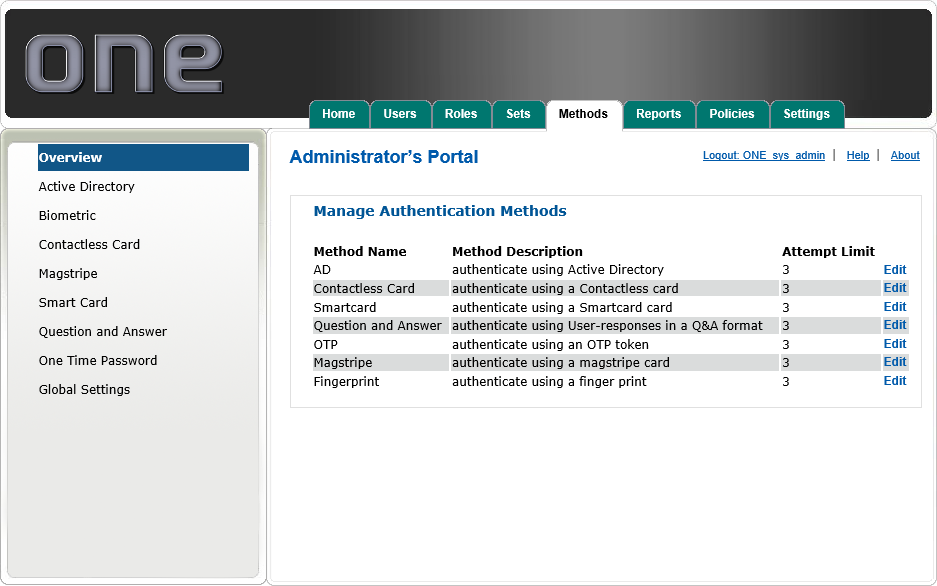 one
Home Users Roles Sets Methods Reports Policies Settings
Overview
Active Directory
Biometric
Contactless Card
Magstripe
Smart Card
Question and Answer
One Time Password
Global Settings
Administrator's Portal
Logout: ONE_sys_admin | Help | About
Manage Authentication Methods
Method Name Method Description Attempt Limit
AD authenticate using Active Directory 3 Edit
Contactless Card authenticate using a Contactless card 3 Edit
Smartcard authenticate using a Smartcard card 3 Edit
Question and Answer authenticate using User-responses in a Q&A format 3 Edit
OTP authenticate using an OTP token 3 Edit
Magstripe authenticate using a magstripe card 3 Edit
Fingerprint authenticate using a finger print 3 Edit